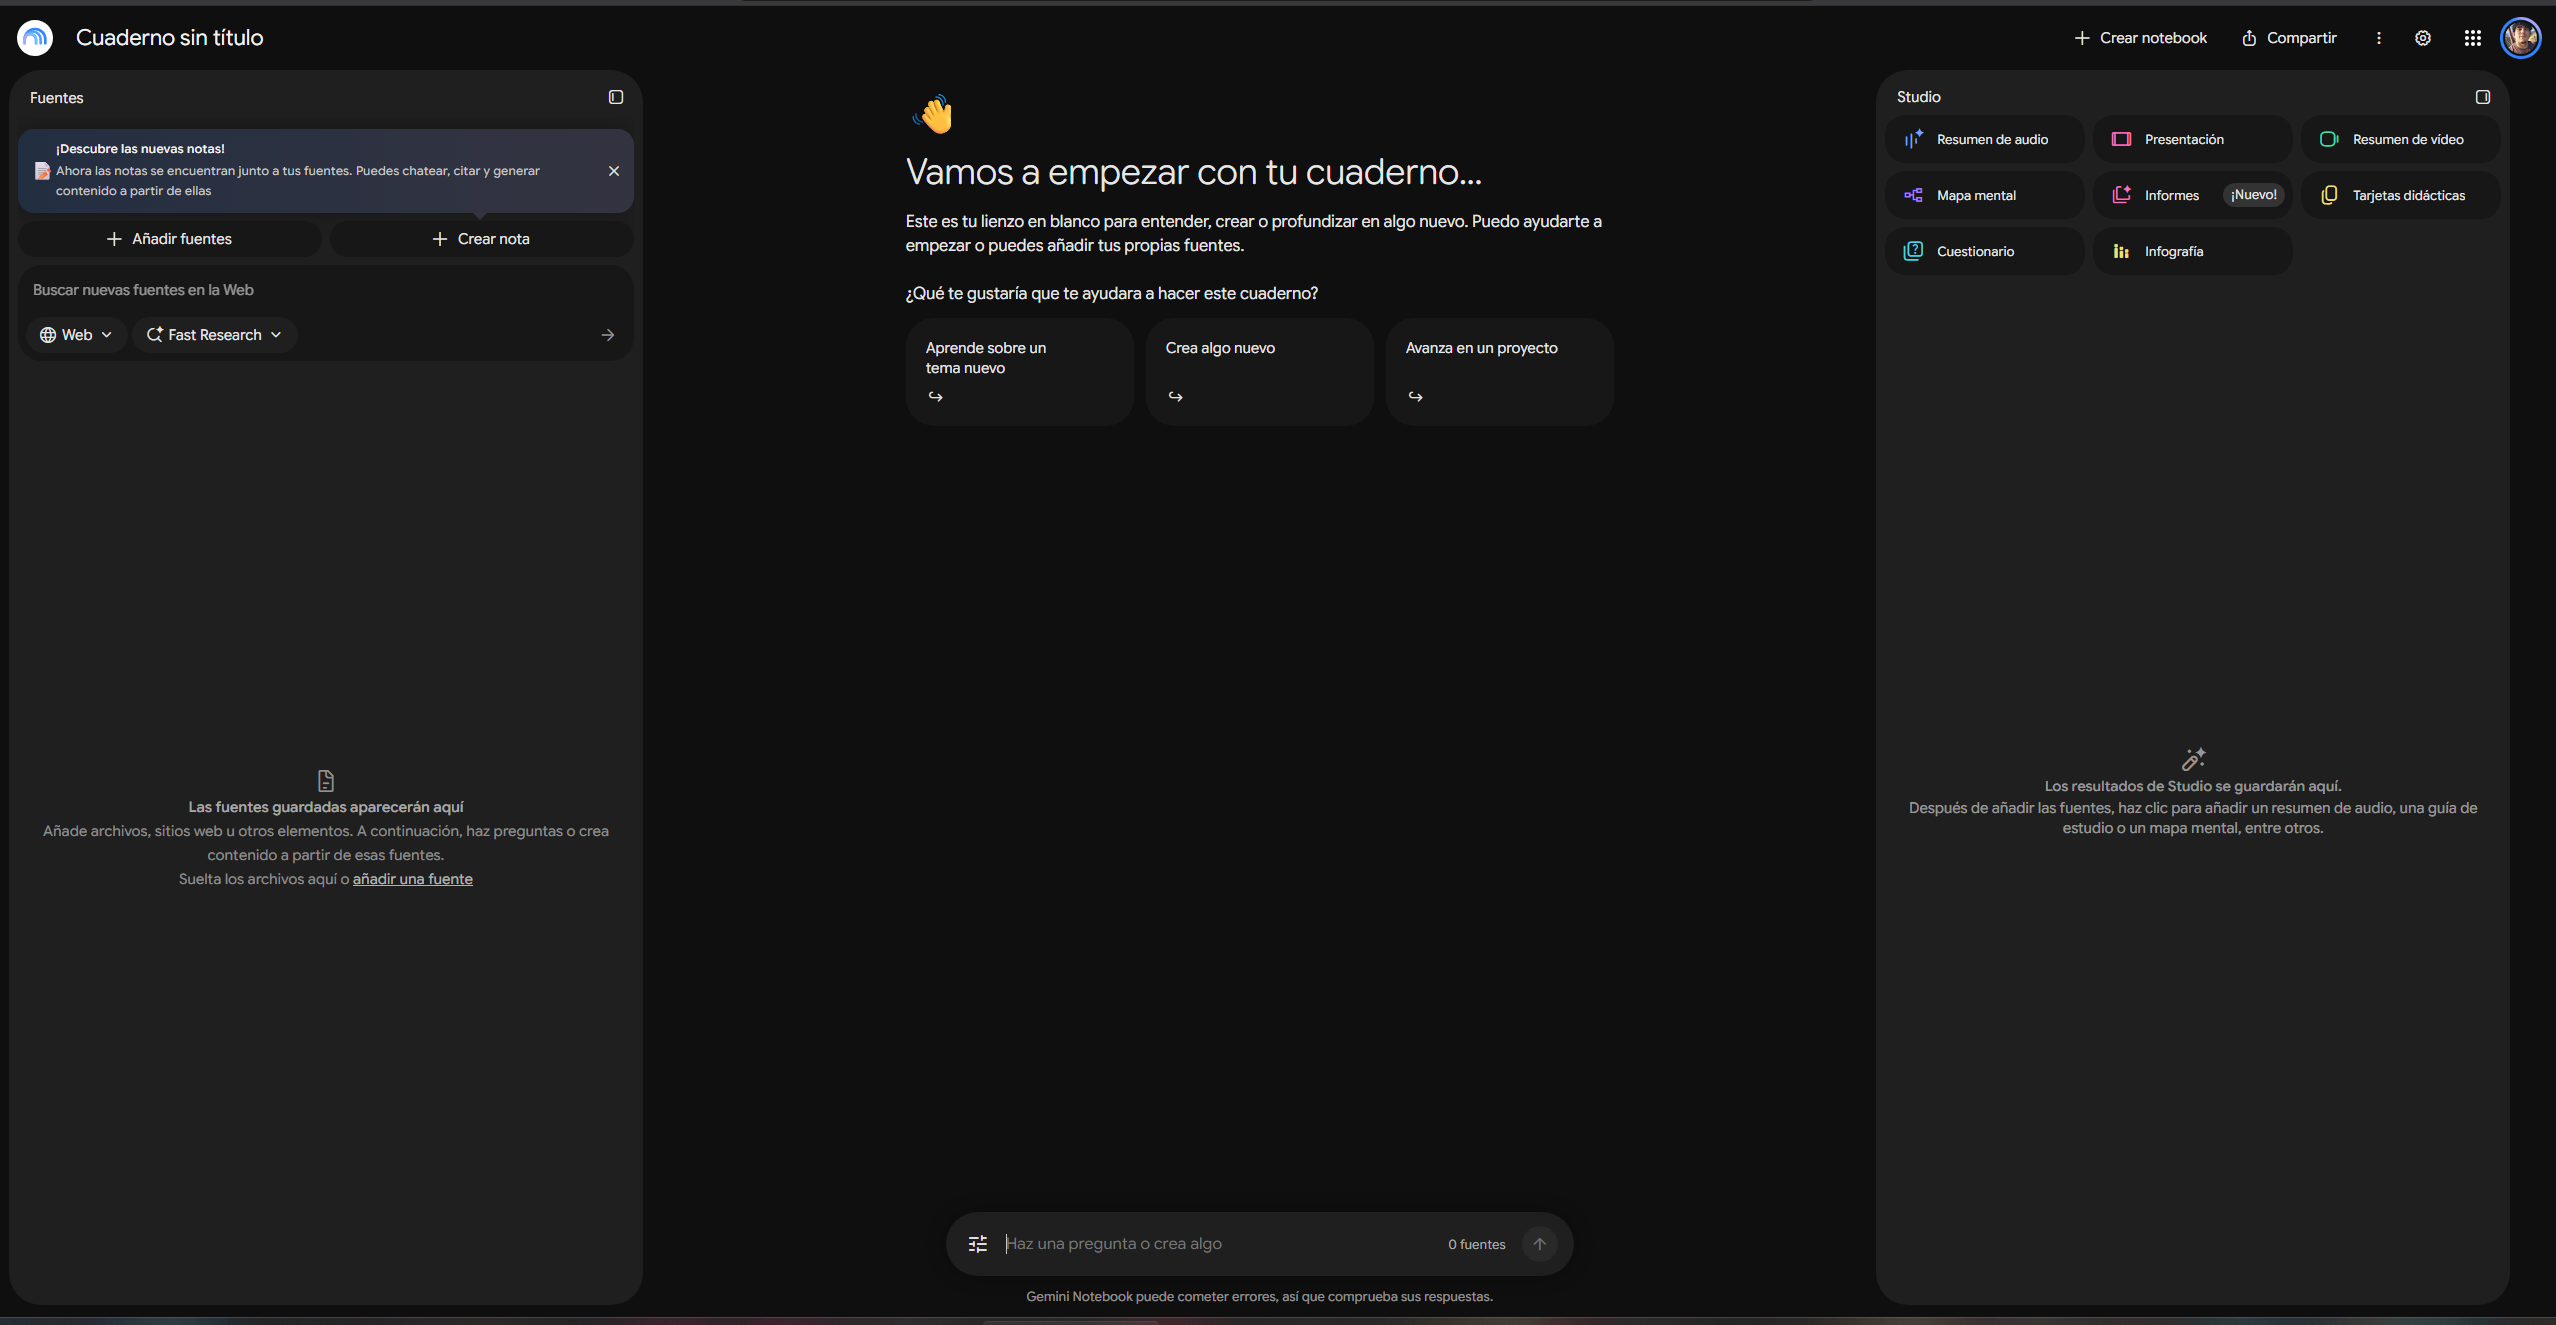 Cuaderno sin título
Crear notebook
Compartir
Fuentes
¡Descubre las nuevas notas!
Ahora las notas se encuentran junto a tus fuentes. Puedes chatear, citar y generar
contenido a partir de ellas
Añadir fuentes
Crear nota
Buscar nuevas fuentes en la Web
Web
Fast Research
Las fuentes guardadas aparecerán aquí
Añade archivos, sitios web u otros elementos. A continuación, haz preguntas o crea
contenido a partir de esas fuentes.
Suelta los archivos aquí o añadir una fuente
Vamos a empezar con tu cuaderno...
Este es tu lienzo en blanco para entender, crear o profundizar en algo nuevo. Puedo ayudarte a
empezar o puedes añadir tus propias fuentes.
¿Qué te gustaría que te ayudara a hacer este cuaderno?
Aprende sobre un
tema nuevo
Crea algo nuevo
Avanza en un proyecto
Haz una pregunta o crea algo
0 fuentes
Gemini Notebook puede cometer errores, así que comprueba sus respuestas.
Studio
Resumen de audio
Presentación
Resumen de vídeo
Mapa mental
Informes
¡Nuevo!
Tarjetas didácticas
Cuestionario
Infografía
Los resultados de Studio se guardarán aquí.
Después de añadir las fuentes, haz clic para añadir un resumen de audio, una guía de
estudio o un mapa mental, entre otros.